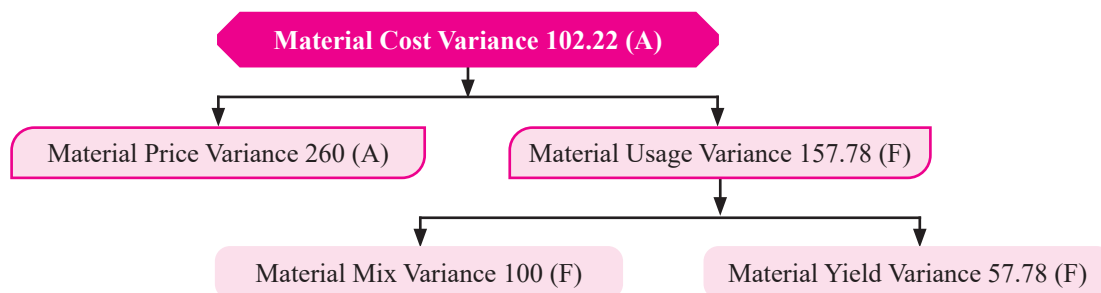 Material Cost Variance 102.22 (A)
Material Price Variance 260 (A)
Material Usage Variance 157.78 (F)
Material Mix Variance 100 (F)
Material Yield Variance 57.78 (F)